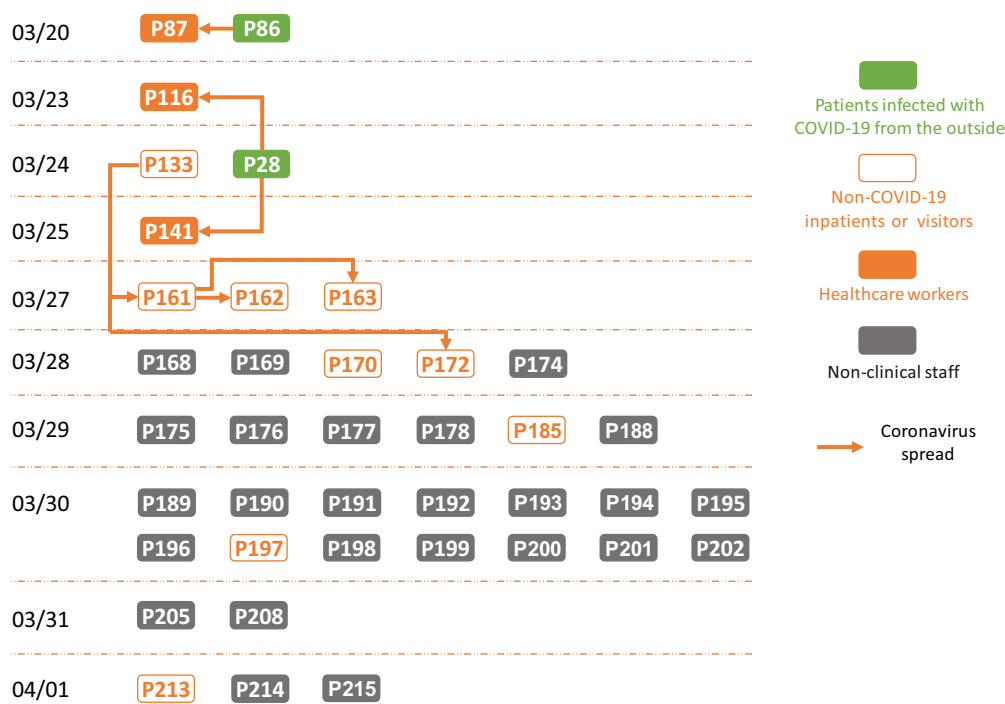 03/20 P87 P86
03/23 P116
03/24 P133 P28
03/25 P141
03/27 P161 P162 P163
03/28 P168 P169 P170 P172 P174
03/29 P175 P176 P177 P178 P185 P188
03/30 P189 P190 P191 P192 P193 P194 P195
P196 P197 P198 P199 P200 P201 P202
03/31 P205 P208
04/01 P213 P214 P215
Patients infected with
COVID-19 from the outside
Non-COVID-19
inpatients or visitors
Healthcare workers
Non-clinical staff
Coronavirus
spread